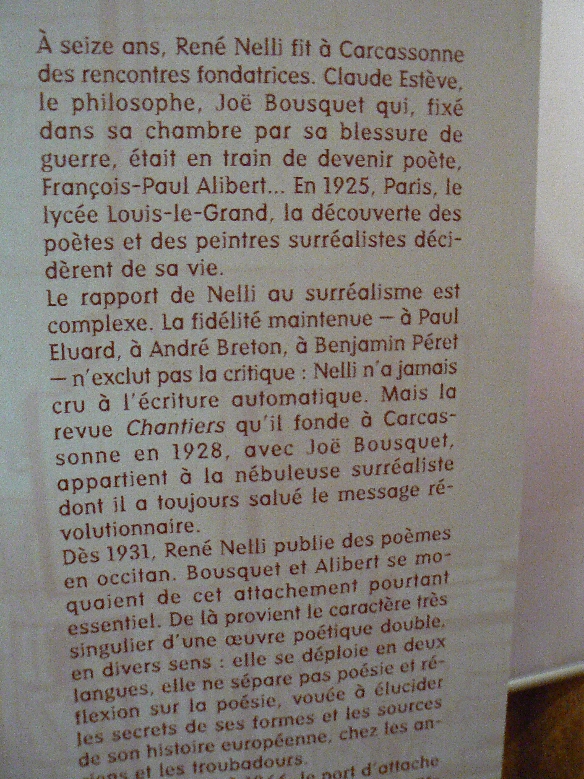 À seize ans, René Nelli fit à Carcassonne
des rencontres fondatrices. Claude Estève,
le philosophe, Joë Bousquet qui, fixé
dans sa chambre par sa blessure de
guerre, était en train de devenir poète,
François-Paul Alibert... En 1925, Paris, le
lycée Louis-le-Grand, la découverte des
poètes et des peintres surréalistes déci-
dèrent de sa vie.
Le rapport de Nelli au surréalisme est
complexe. La fidélité maintenue — à Paul
Eluard, à André Breton, à Benjamin Péret
— n'exclut pas la critique : Nelli n'a jamais
cru à l'écriture automatique. Mais la
revue Chantiers qu'il fonde à Carcas-
sonne en 1928, avec Joë Bousquet,
appartient à la nébuleuse surréaliste
dont il a toujours salué le message ré-
volutionnaire.
Dès 1931, René Nelli publie des poèmes
en occitan. Bousquet et Alibert se mo-
quaient de cet attachement pourtant
essentiel. De là provient le caractère très
singulier d'une œuvre poétique double,
en divers sens : elle se déploie en deux
langues, elle ne sépare pas poésie et ré-
flexion sur la poésie, vouée à élucider
les secrets de ses formes et les sources
de son histoire européenne, chez les an-
ciens et les troubadours.
le port d'attache